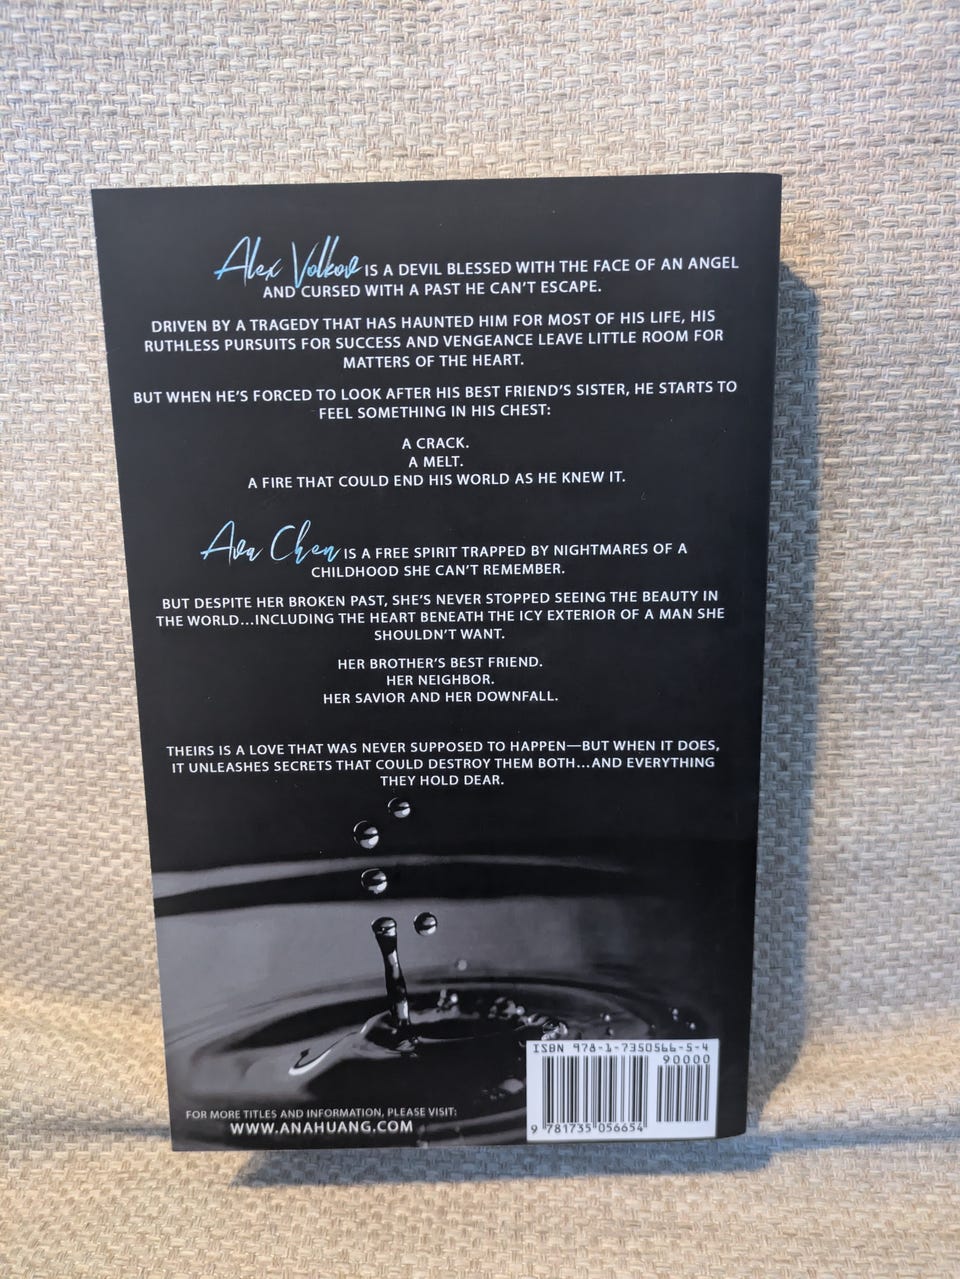 Alex Volkov IS A DEVIL BLESSED WITH THE FACE OF AN ANGEL
AND CURSED WITH A PAST HE CAN'T ESCAPE.
DRIVEN BY A TRAGEDY THAT HAS HAUNTED HIM FOR MOST OF HIS LIFE, HIS
RUTHLESS PURSUITS FOR SUCCESS AND VENGEANCE LEAVE LITTLE ROOM FOR
MATTERS OF THE HEART.
BUT WHEN HE'S FORCED TO LOOK AFTER HIS BEST FRIEND'S SISTER, HE STARTS TO
FEEL SOMETHING IN HIS CHEST:
A CRACK.
A MELT.
A FIRE THAT COULD END HIS WORLD AS HE KNEW IT.
Ava Chen IS A FREE SPIRIT TRAPPED BY NIGHTMARES OF A
CHILDHOOD SHE CAN'T REMEMBER.
BUT DESPITE HER BROKEN PAST, SHE'S NEVER STOPPED SEEING THE BEAUTY IN
THE WORLD...INCLUDING THE HEART BENEATH THE ICY EXTERIOR OF A MAN SHE
SHOULDN'T WANT.
HER BROTHER'S BEST FRIEND.
HER NEIGHBOR.
HER SAVIOR AND HER DOWNFALL.
THEIRS IS A LOVE THAT WAS NEVER SUPPOSED TO HAPPEN—BUT WHEN IT DOES,
IT UNLEASHES SECRETS THAT COULD DESTROY THEM BOTH...AND EVERYTHING
THEY HOLD DEAR.
ISBN 978-1-7350566-5-4
90000
9 781735 056654
FOR MORE TITLES AND INFORMATION, PLEASE VISIT:
WWW.ANAHUANG.COM